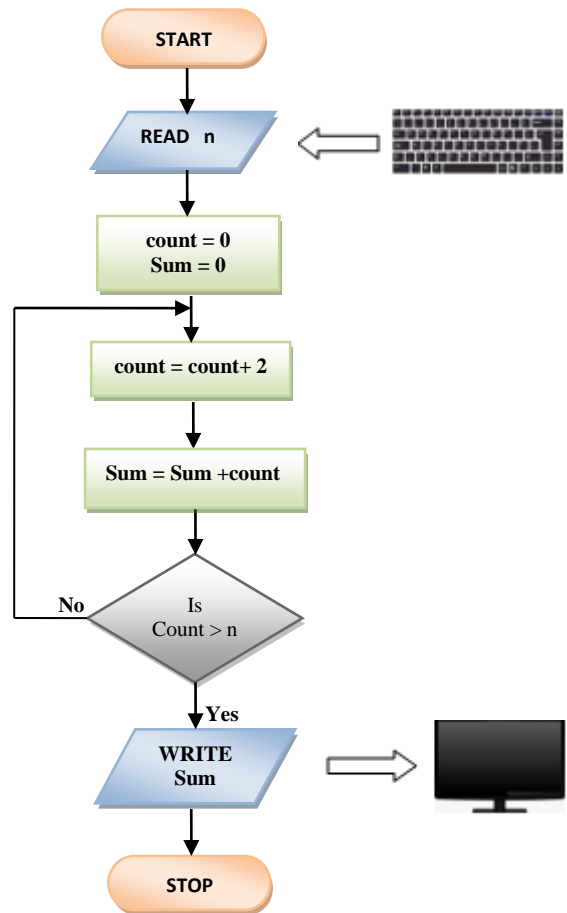 START
READ n
count = 0
Sum = 0
count = count+ 2
Sum = Sum +count
No
Is
Count > n
Yes
WRITE
Sum
STOP